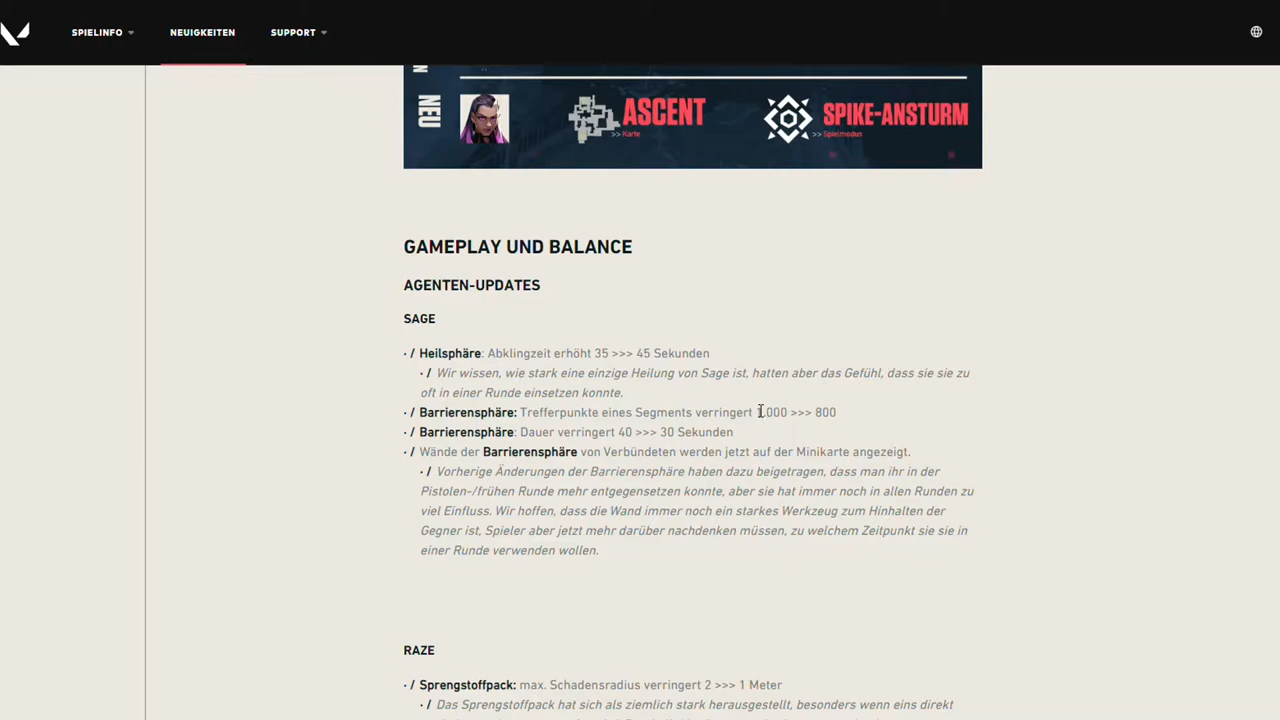 SPIELINFO NEUIGKEITEN SUPPORT
NEU ASCENT SPIKE-ANSTURM
>> Karte >> Spielmodus
GAMEPLAY UND BALANCE
AGENTEN-UPDATES
SAGE
· / Heilsphäre: Abklingzeit erhöht 35 >>> 45 Sekunden
· / Wir wissen, wie stark eine einzige Heilung von Sage ist, hatten aber das Gefühl, dass sie sie zu
oft in einer Runde einsetzen konnte.
· / Barrierensphäre: Trefferpunkte eines Segments verringert 1.000 >>> 800
· / Barrierensphäre: Dauer verringert 40 >>> 30 Sekunden
· / Wände der Barrierensphäre von Verbündeten werden jetzt auf der Minikarte angezeigt.
· / Vorherige Änderungen der Barrierensphäre haben dazu beigetragen, dass man ihr in der
Pistolen-/frühen Runde mehr entgegensetzen konnte, aber sie hat immer noch in allen Runden zu
viel Einfluss. Wir hoffen, dass die Wand immer noch ein starkes Werkzeug zum Hinhalten der
Gegner ist, Spieler aber jetzt mehr darüber nachdenken müssen, zu welchem Zeitpunkt sie sie in
einer Runde verwenden wollen.
RAZE
· / Sprengstoffpack: max. Schadensradius verringert 2 >>> 1 Meter
· / Das Sprengstoffpack hat sich als ziemlich stark herausgestellt, besonders wenn eins direkt